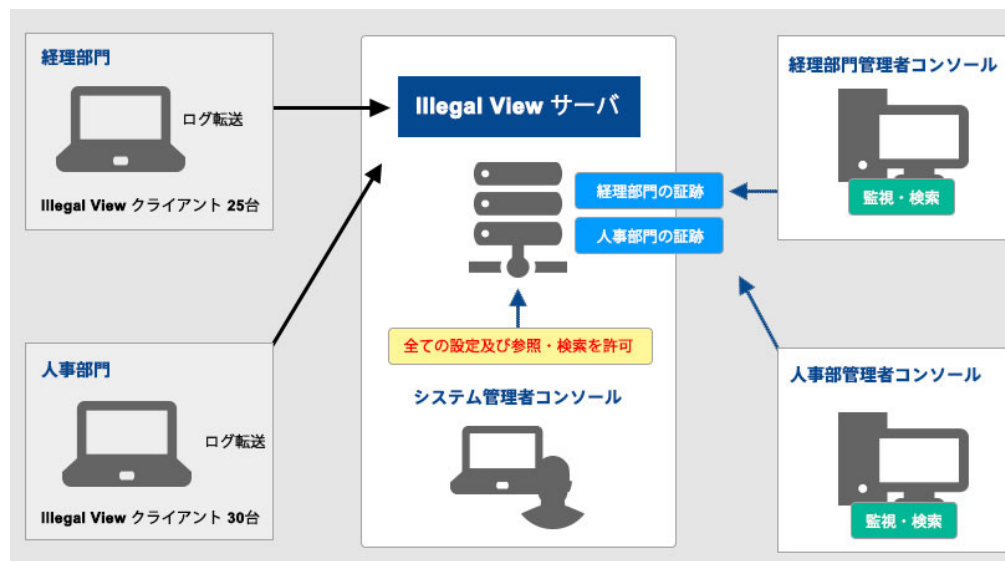 経理部門
ログ転送
Illegal View クライアント 25台
人事部門
ログ転送
Illegal View クライアント 30台
Illegal View サーバ
経理部門の証跡
人事部門の証跡
全ての設定及び参照・検索を許可
システム管理者コンソール
経理部門管理者コンソール
監視・検索
人事部管理者コンソール
監視・検索